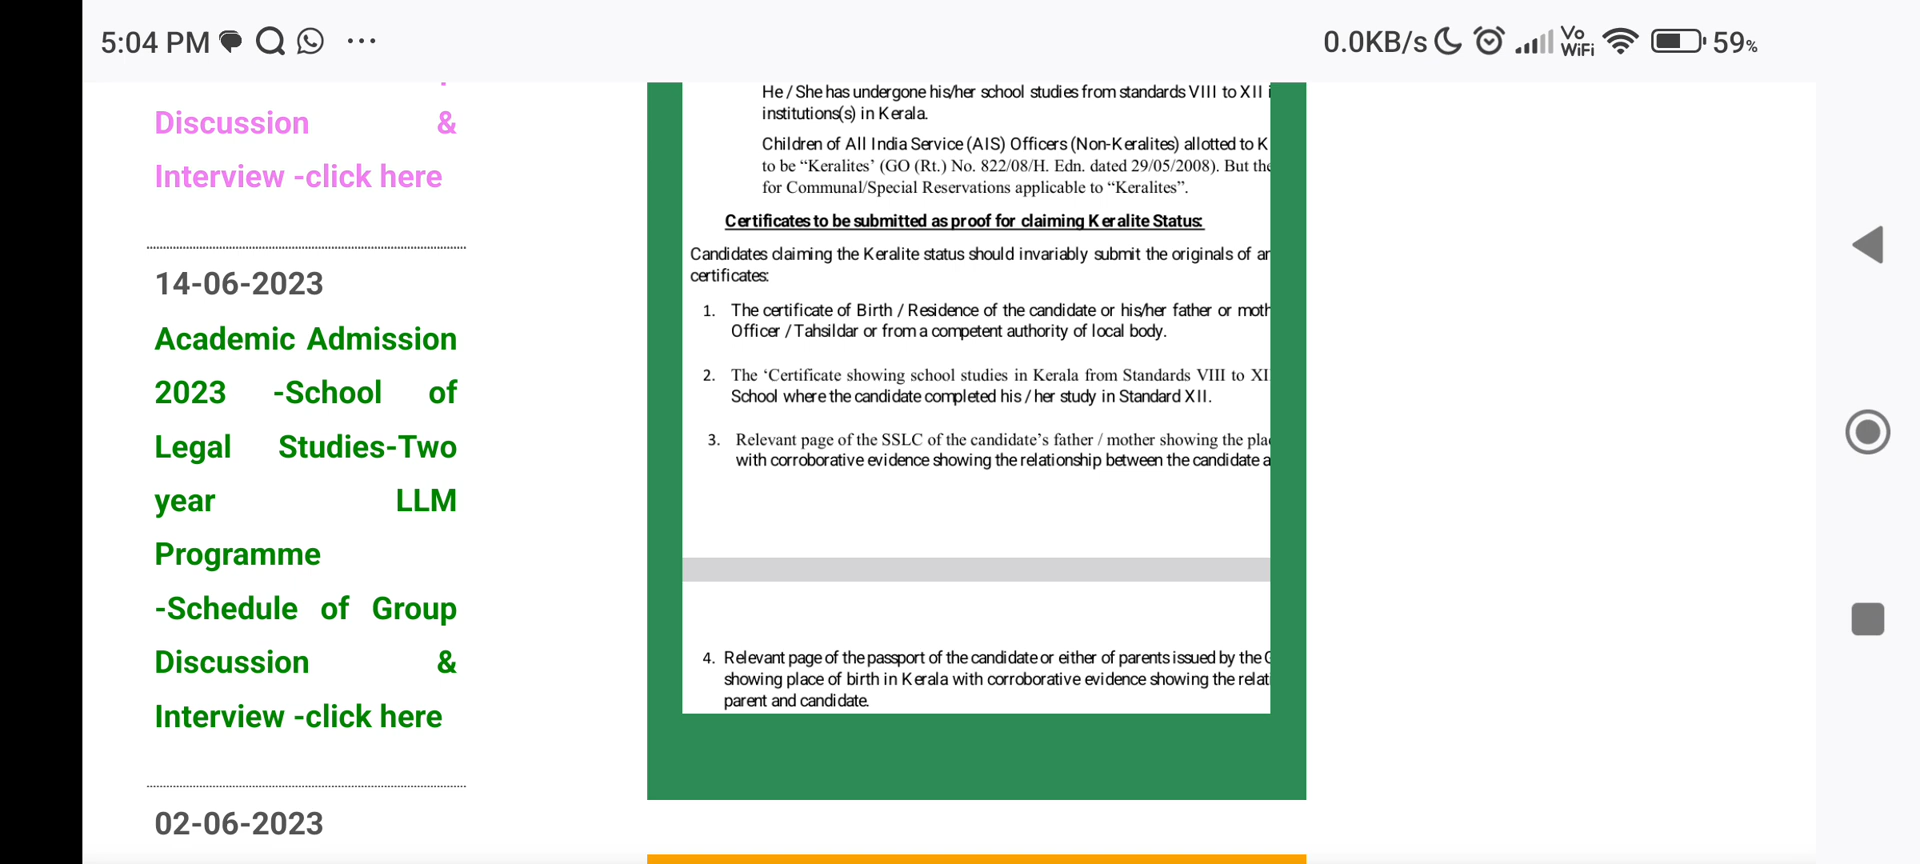 5:04 PM
0.0KB/s Vo WiFi 59%
Discussion &
Interview -click here
14-06-2023
Academic Admission
2023 -School of
Legal Studies-Two
year LLM
Programme
-Schedule of Group
Discussion &
Interview -click here
02-06-2023
He / She has undergone his/her school studies from standards VIII to XII
institutions(s) in Kerala.
Children of All India Service (AIS) Officers (Non-Keralites) allotted to K
to be “Keralites’ (GO (Rt.) No. 822/08/H. Edn. dated 29/05/2008). But the
for Communal/Special Reservations applicable to “Keralites”.
Certificates to be submitted as proof for claiming Keralite Status:
Candidates claiming the Keralite status should invariably submit the originals of
certificates:
1. The certificate of Birth / Residence of the candidate or his/her father or moth
Officer / Tahsildar or from a competent authority of local body.
2. The ‘Certificate showing school studies in Kerala from Standards VIII to XI
School where the candidate completed his / her study in Standard XII.
3. Relevant page of the SSLC of the candidate’s father / mother showing the pla
with corroborative evidence showing the relationship between the candidate a
4. Relevant page of the passport of the candidate or either of parents issued by the
showing place of birth in Kerala with corroborative evidence showing the relat
parent and candidate.